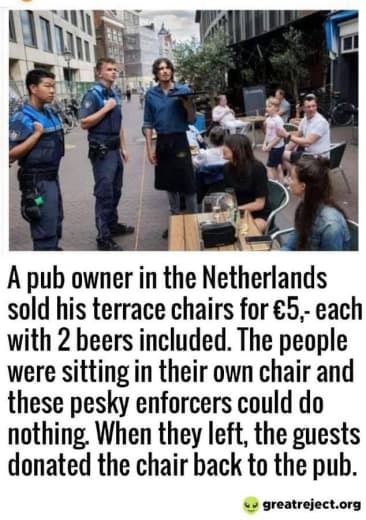 A pub owner in the Netherlands
sold his terrace chairs for €5,- each
with 2 beers included. The people
were sitting in their own chair and
these pesky enforcers could do
nothing. When they left, the guests
donated the chair back to the pub.
greatreject.org